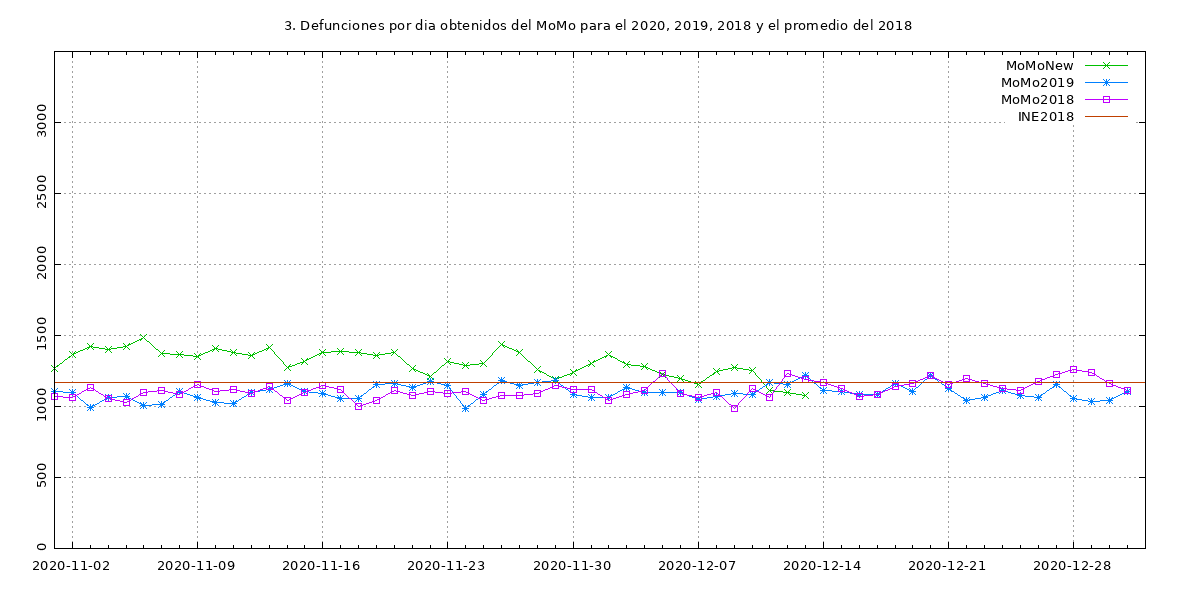 3. Defunciones por dia obtenidos del MoMo para el 2020, 2019, 2018 y el promedio del 2018
MoMoNew
MoMo2019
MoMo2018
INE2018
3000
2500
2000
1500
1000
500
0
2020-11-02 2020-11-09 2020-11-16 2020-11-23 2020-11-30 2020-12-07 2020-12-14 2020-12-21 2020-12-28